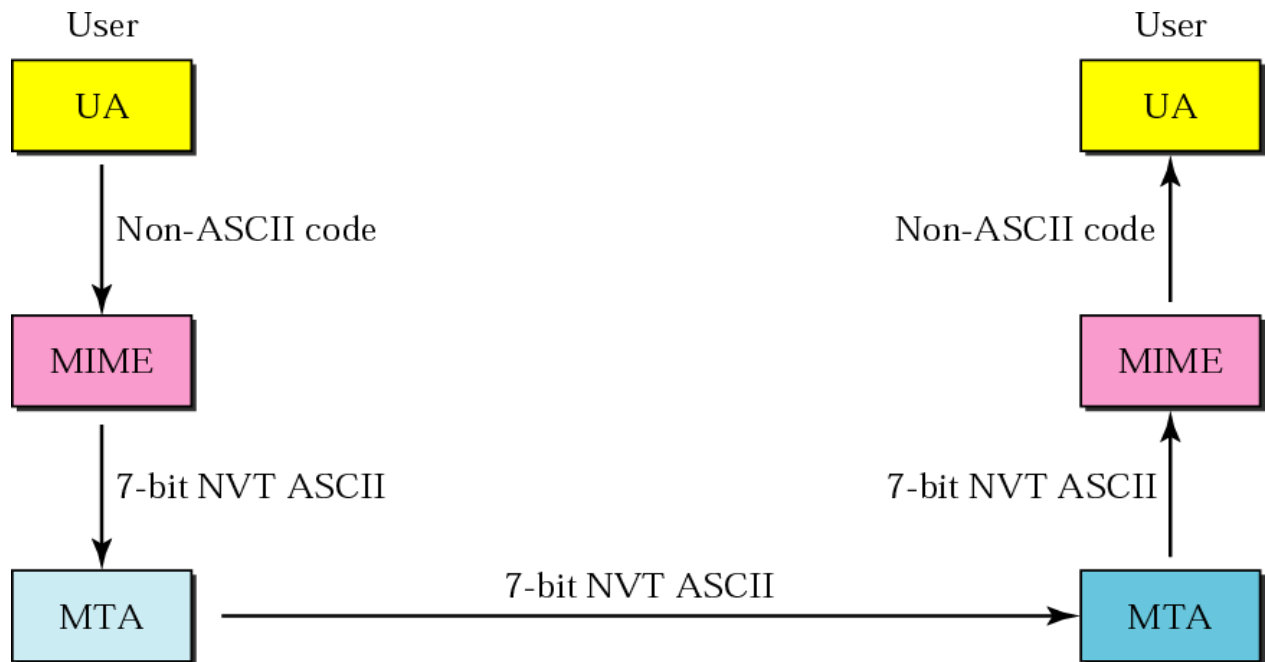 User
User
UA
UA
Non-ASCII code
Non-ASCII code
MIME
MIME
7-bit NVT ASCII
7-bit NVT ASCII
7-bit NVT ASCII
MTA
MTA